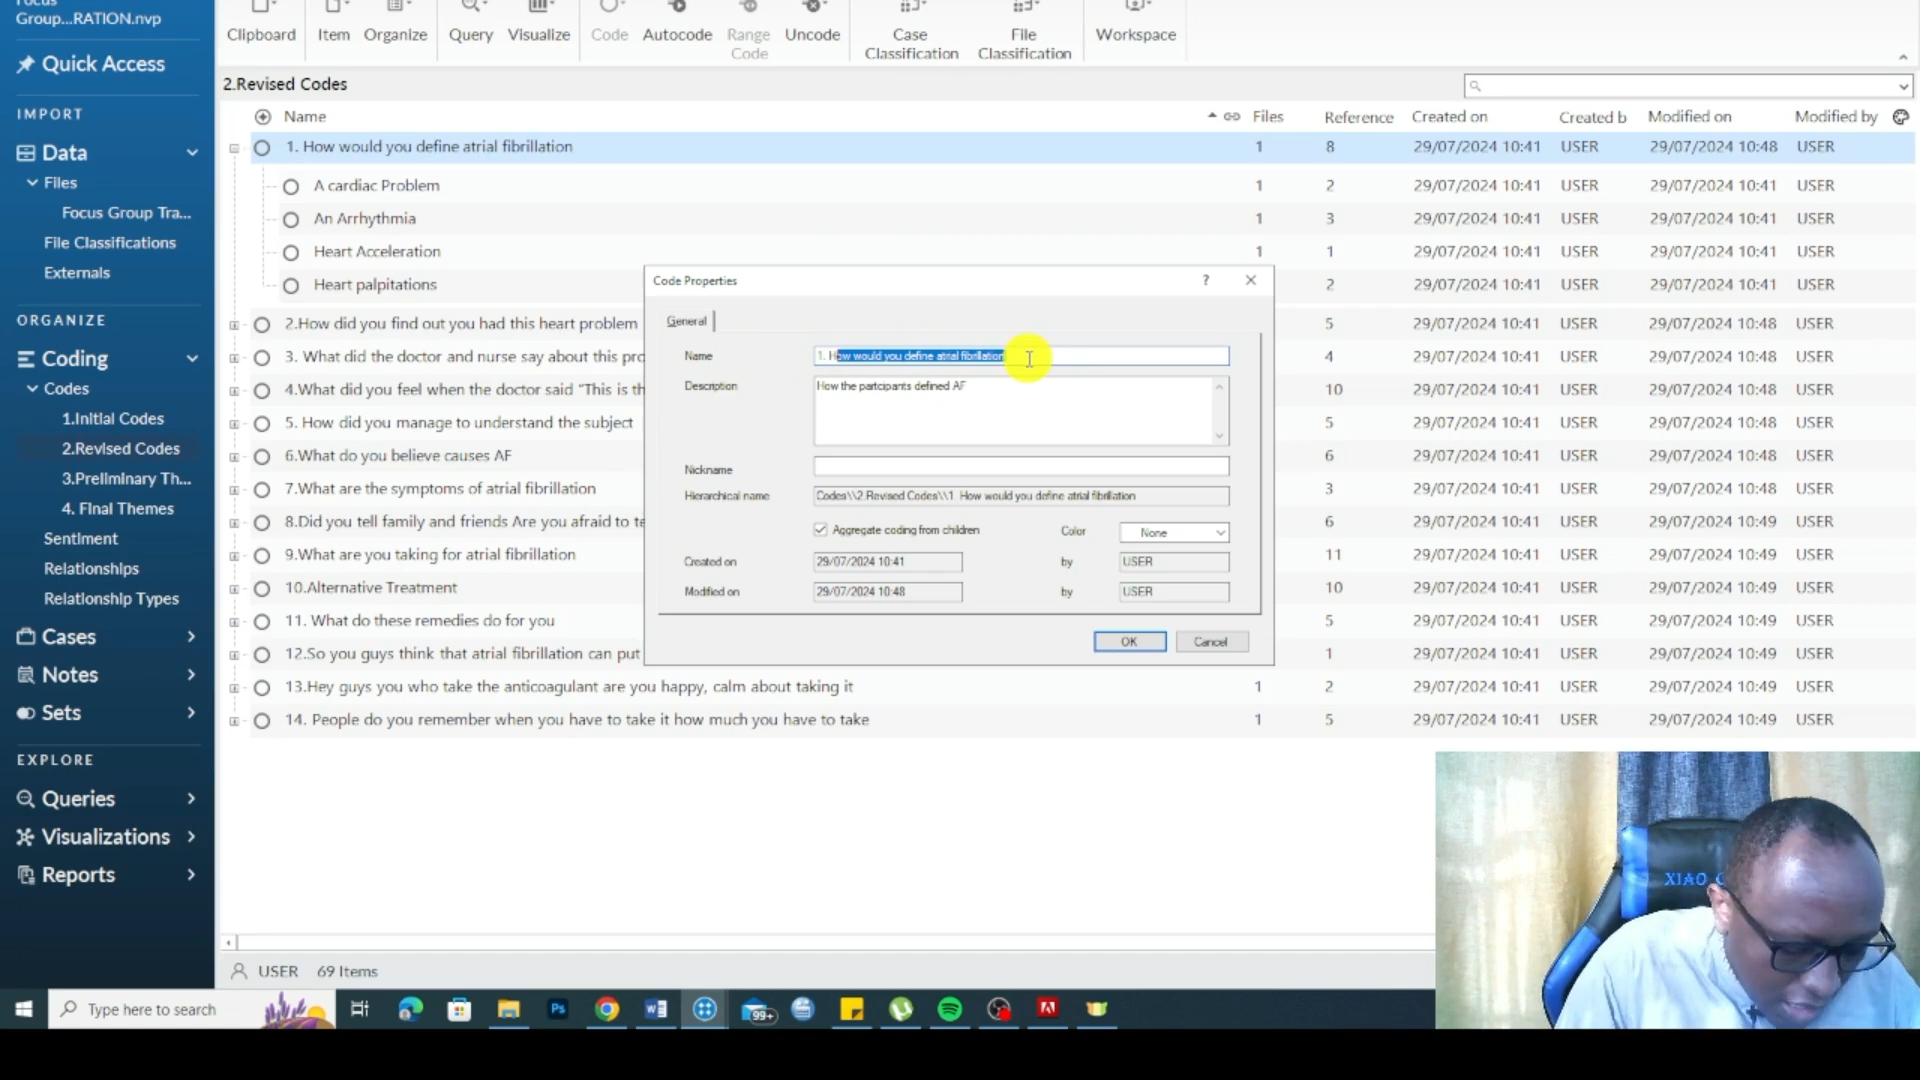 Focus
Group...RATION.nvp
Quick Access
IMPORT
Data
Files
Focus Group Tra...
File Classifications
Externals
ORGANIZE
Coding
Codes
1.Initial Codes
2.Revised Codes
3.Preliminary Th...
4. Final Themes
Sentiment
Relationships
Relationship Types
Cases
Notes
Sets
EXPLORE
Queries
Visualizations
Reports
Clipboard Item Organize Query Visualize Code Autocode Range Code Uncode Case Classification File Classification Workspace
2.Revised Codes
Name Files Reference Created on Created b Modified on Modified by
1. How would you define atrial fibrillation 1 8 29/07/2024 10:41 USER 29/07/2024 10:48 USER
A cardiac Problem 1 2 29/07/2024 10:41 USER 29/07/2024 10:41 USER
An Arrhythmia 1 3 29/07/2024 10:41 USER 29/07/2024 10:41 USER
Heart Acceleration 1 1 29/07/2024 10:41 USER 29/07/2024 10:41 USER
Heart palpitations 2 29/07/2024 10:41 USER 29/07/2024 10:41 USER
2.How did you find out you had this heart problem 5 29/07/2024 10:41 USER 29/07/2024 10:48 USER
3. What did the doctor and nurse say about this pro 4 29/07/2024 10:41 USER 29/07/2024 10:48 USER
4.What did you feel when the doctor said “This is th 10 29/07/2024 10:41 USER 29/07/2024 10:48 USER
5. How did you manage to understand the subject 5 29/07/2024 10:41 USER 29/07/2024 10:48 USER
6.What do you believe causes AF 6 29/07/2024 10:41 USER 29/07/2024 10:48 USER
7.What are the symptoms of atrial fibrillation 3 29/07/2024 10:41 USER 29/07/2024 10:48 USER
8.Did you tell family and friends Are you afraid to te 6 29/07/2024 10:41 USER 29/07/2024 10:49 USER
9.What are you taking for atrial fibrillation 11 29/07/2024 10:41 USER 29/07/2024 10:49 USER
10.Alternative Treatment 10 29/07/2024 10:41 USER 29/07/2024 10:49 USER
11. What do these remedies do for you 5 29/07/2024 10:41 USER 29/07/2024 10:49 USER
12.So you guys think that atrial fibrillation can put 1 29/07/2024 10:41 USER 29/07/2024 10:49 USER
13.Hey guys you who take the anticoagulant are you happy, calm about taking it 1 2 29/07/2024 10:41 USER 29/07/2024 10:49 USER
14. People do you remember when you have to take it how much you have to take 1 5 29/07/2024 10:41 USER 29/07/2024 10:49 USER
Code Properties ?
General
Name 1. How would you define atrial fibrillation
Description How the partcipants defined AF
Nickname
Hierarchical name Codes\\2.Revised Codes\\1. How would you define atrial fibrillation
Aggregate coding from children Color None
Created on 29/07/2024 10:41 by USER
Modified on 29/07/2024 10:48 by USER
OK Cancel
XIAO
USER 69 Items
Type here to search
Ps
99+